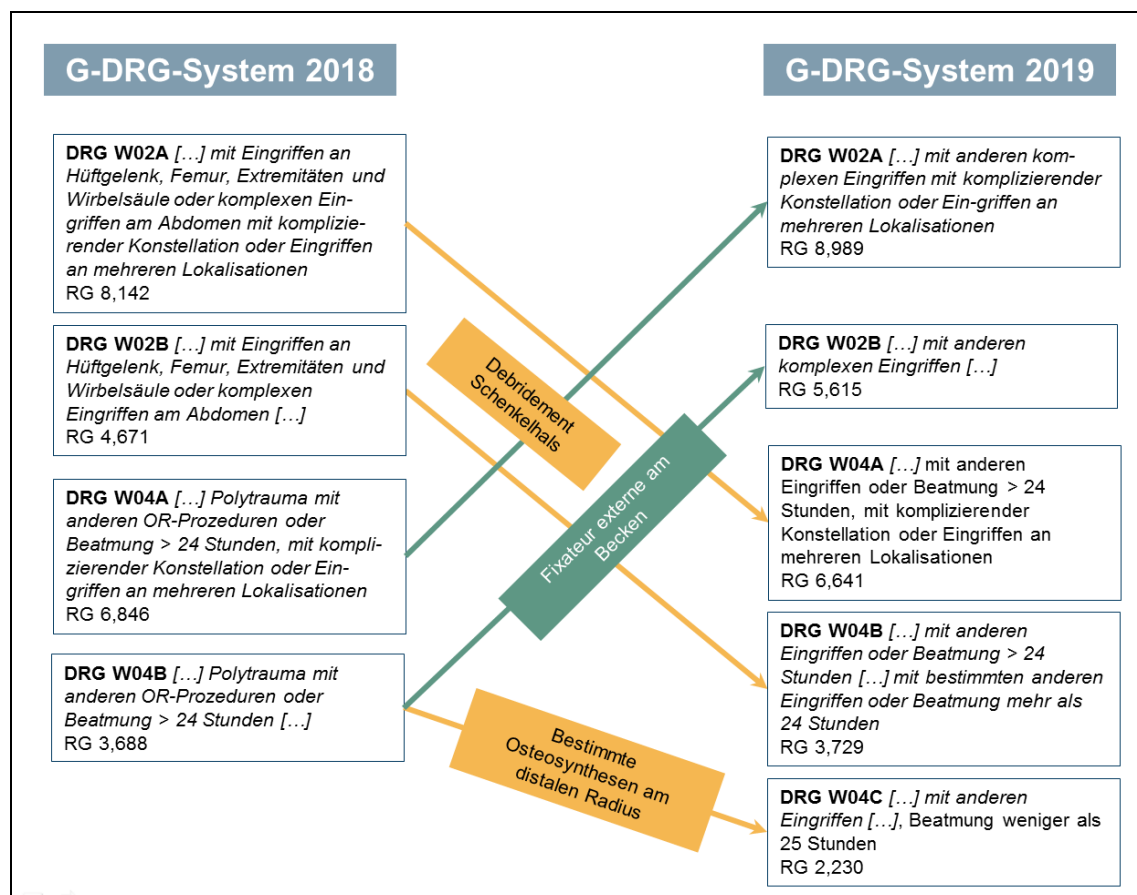 G-DRG-System 2018
DRG W02A […] mit Eingriffen an
Hüftgelenk, Femur, Extremitäten und
Wirbelsäule oder komplexen Ein-
griffen am Abdomen mit komplizie-
render Konstellation oder Eingriffen
an mehreren Lokalisationen
RG 8,142
DRG W02B […] mit Eingriffen an
Hüftgelenk, Femur, Extremitäten und
Wirbelsäule oder komplexen
Eingriffen am Abdomen […]
RG 4,671
DRG W04A […] Polytrauma mit
anderen OR-Prozeduren oder
Beatmung > 24 Stunden, mit kompli-
zierender Konstellation oder Ein-
griffen an mehreren Lokalisationen
RG 6,846
DRG W04B […] Polytrauma mit
anderen OR-Prozeduren oder
Beatmung > 24 Stunden […]
RG 3,688
Debridement
Schenkelhals
Fixateur externe am
Becken
Bestimmte
Osteosynthesen am
distalen Radius
G-DRG-System 2019
DRG W02A […] mit anderen kom-
plexen Eingriffen mit komplizierender
Konstellation oder Ein-griffen an
mehreren Lokalisationen
RG 8,989
DRG W02B […] mit anderen
komplexen Eingriffen […]
RG 5,615
DRG W04A […] mit anderen
Eingriffen oder Beatmung > 24
Stunden, mit komplizierender
Konstellation oder Eingriffen an
mehreren Lokalisationen
RG 6,641
DRG W04B […] mit anderen
Eingriffen oder Beatmung > 24
Stunden […] mit bestimmten anderen
Eingriffen oder Beatmung mehr als
24 Stunden
RG 3,729
DRG W04C […] mit anderen
Eingriffen […], Beatmung weniger als
25 Stunden
RG 2,230